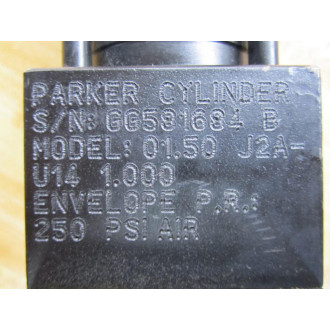 PARKER CYLINDER
S/N: GG581684 B
MODEL: 01.50 J2A-
U14 1.000
ENVELOPE P.R.:
250 PSI AIR